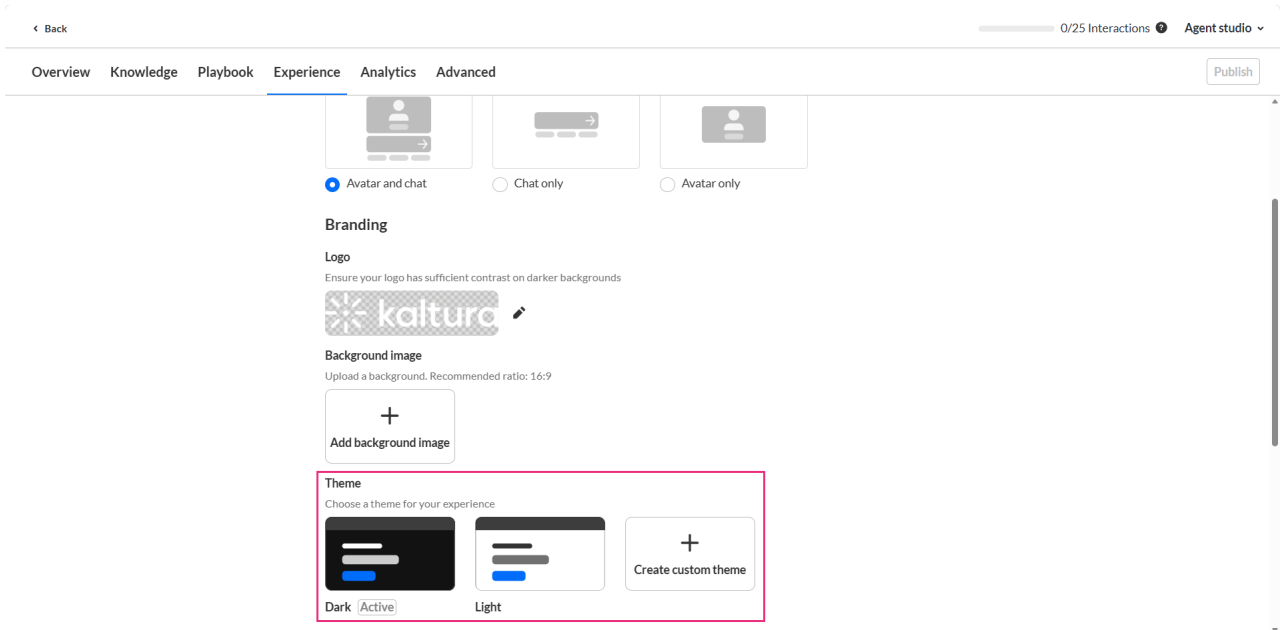 Back
0/25 Interactions ?
Agent studio
Overview Knowledge Playbook Experience Analytics Advanced
Publish
Avatar and chat
Chat only
Avatar only
Branding
Logo
Ensure your logo has sufficient contrast on darker backgrounds
kaltura
Background image
Upload a background. Recommended ratio: 16:9
Add background image
Theme
Choose a theme for your experience
Create custom theme
Dark Active
Light